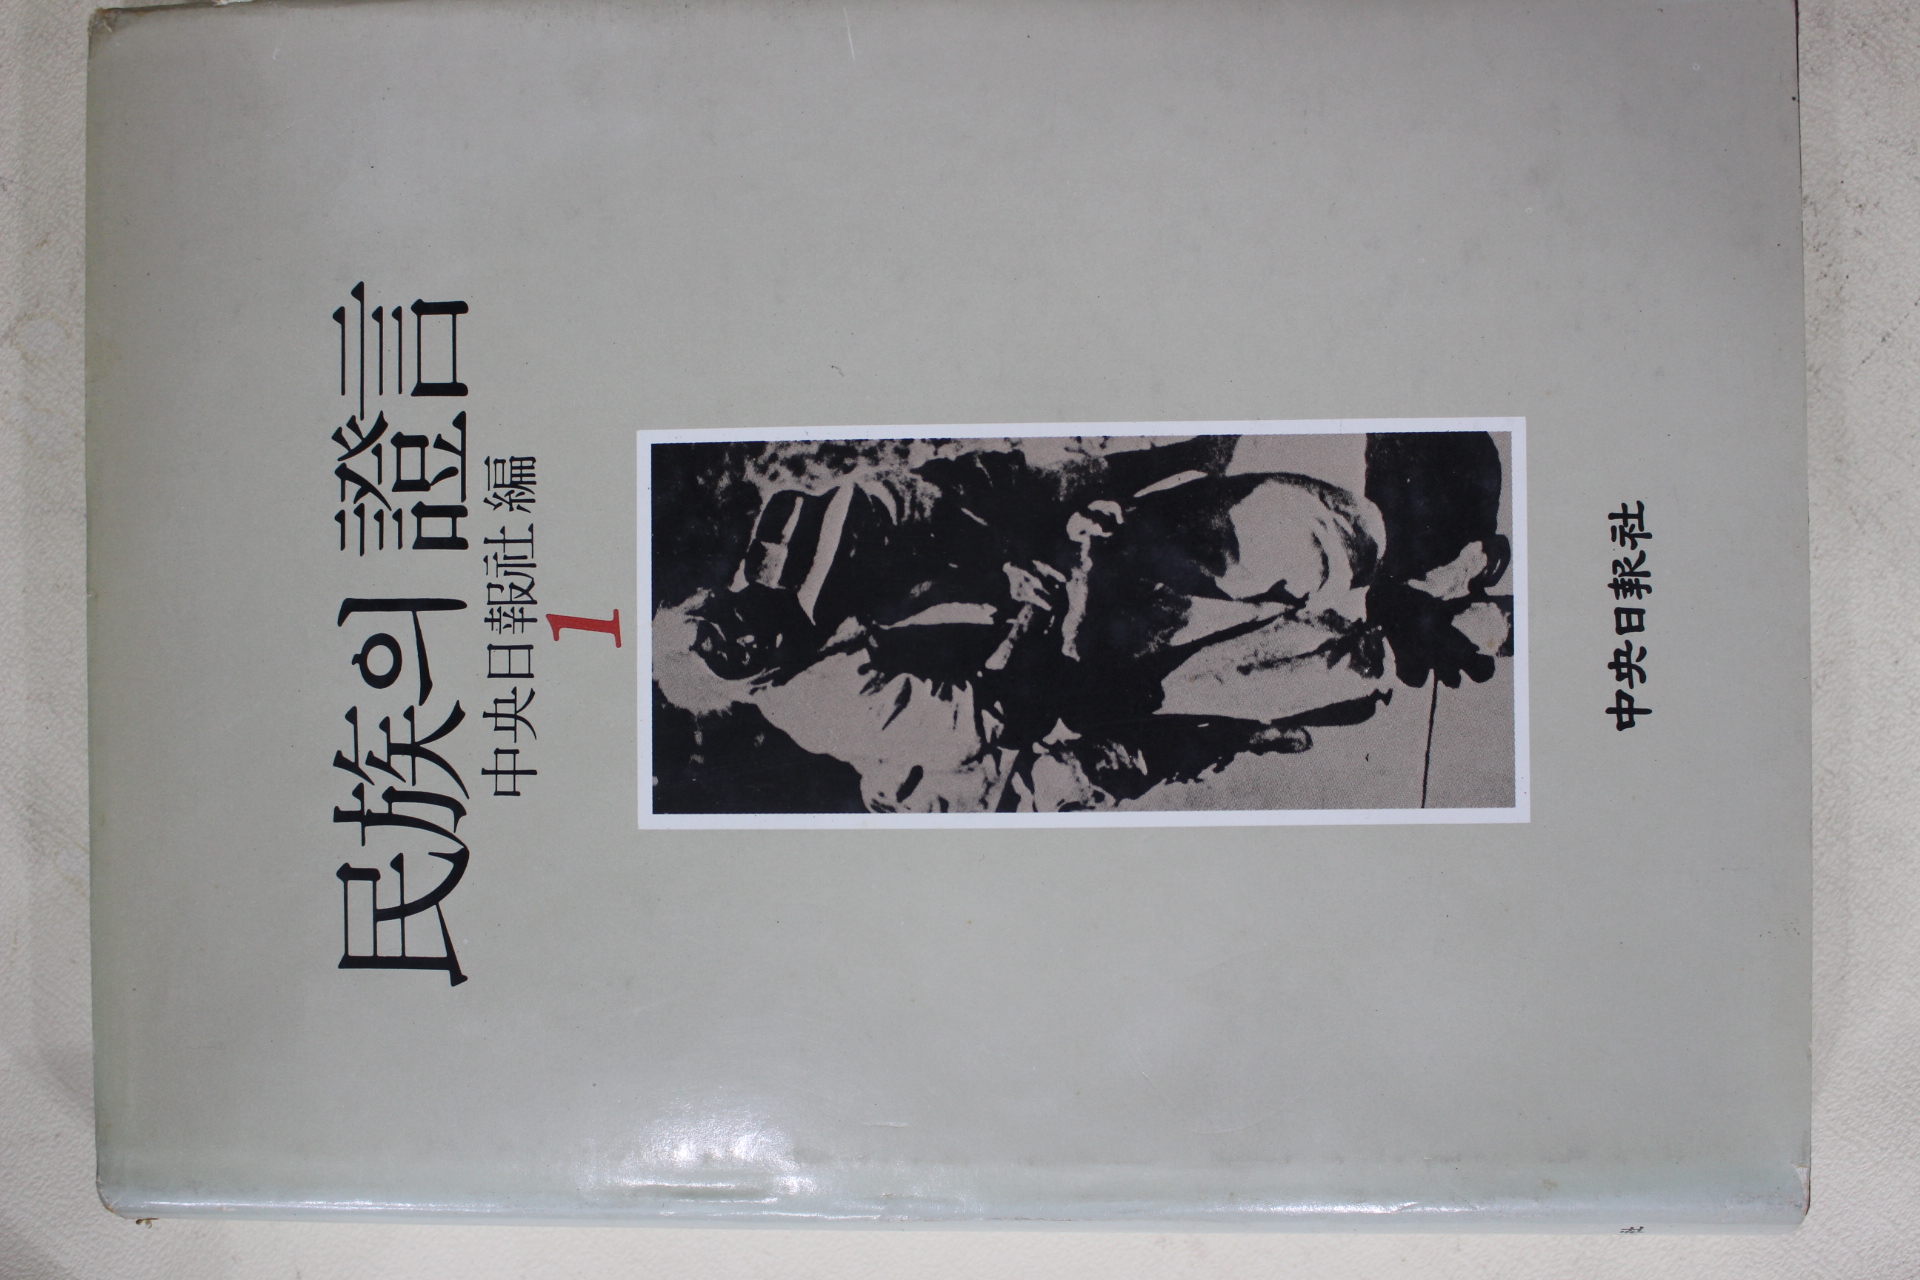 民族의 證言
中央日報社 編
1
中央日報社